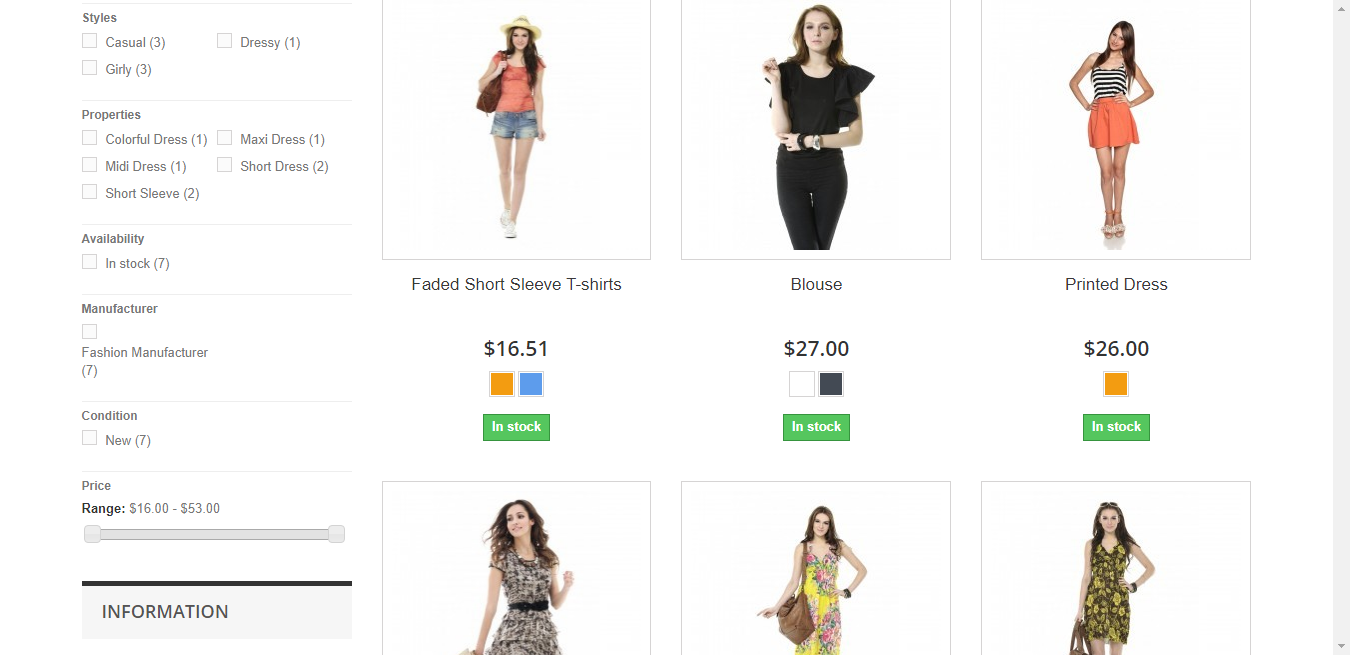 Styles
Casual (3)
Dressy (1)
Girly (3)
Properties
Colorful Dress (1)
Maxi Dress (1)
Midi Dress (1)
Short Dress (2)
Short Sleeve (2)
Availability
In stock (7)
Manufacturer
Fashion Manufacturer
(7)
Condition
New (7)
Price
Range: $16.00 - $53.00
INFORMATION
Faded Short Sleeve T-shirts
$16.51
In stock
Blouse
$27.00
In stock
Printed Dress
$26.00
In stock